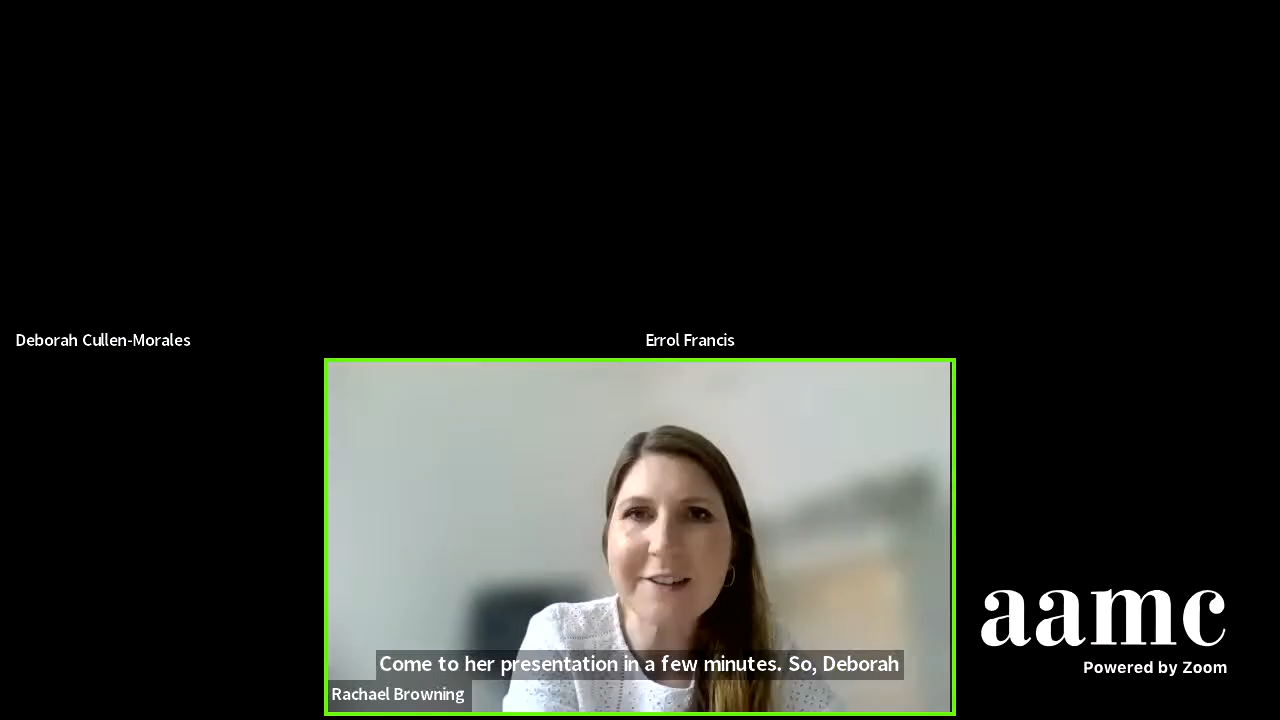 Deborah Cullen-Morales
Errol Francis
Come to her presentation in a few minutes. So, Deborah
Rachael Browning
aamc
Powered by Zoom